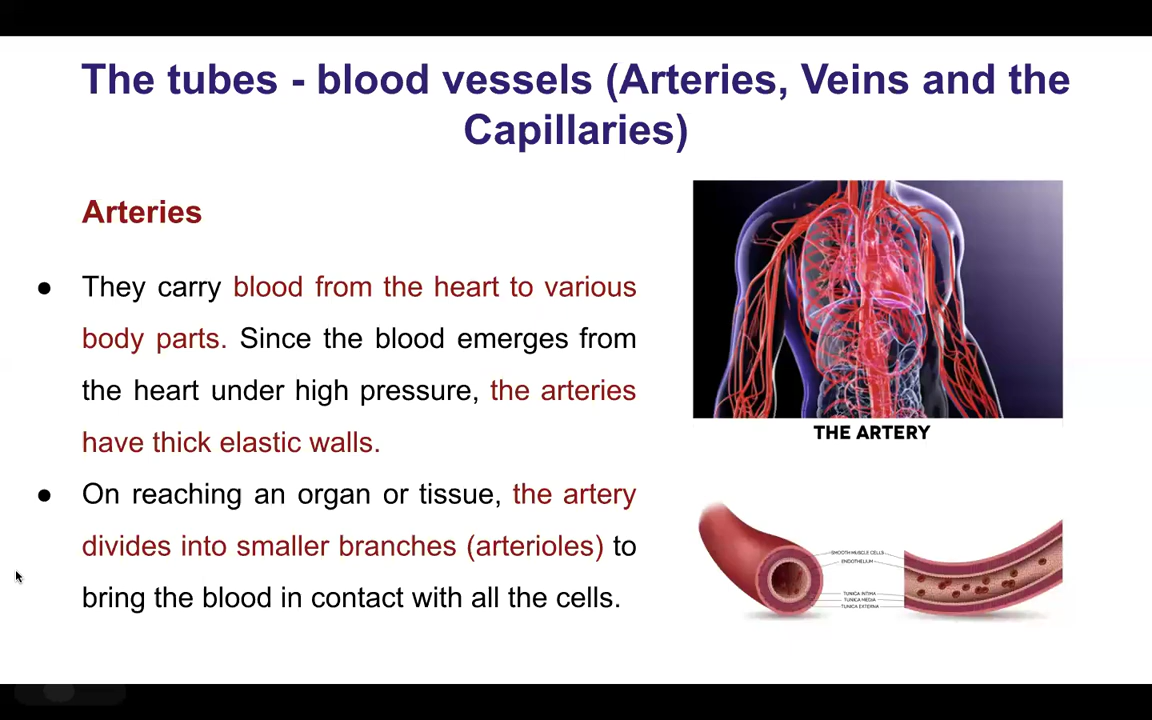 The tubes - blood vessels (Arteries, Veins and the
Capillaries)
Arteries
● They carry blood from the heart to various
body parts. Since the blood emerges from
the heart under high pressure, the arteries
have thick elastic walls.
● On reaching an organ or tissue, the artery
divides into smaller branches (arterioles) to
bring the blood in contact with all the cells.
THE ARTERY
SMOOTH MUSCLE CELLS
ENDOTHELIUM
TUNICA INTIMA
TUNICA MEDIA
TUNICA EXTERNA